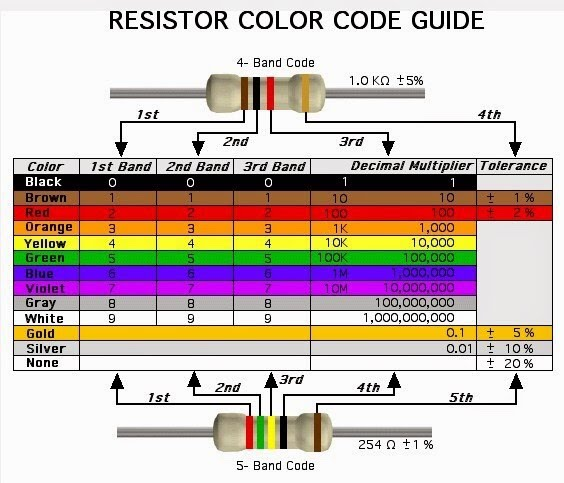 RESISTOR COLOR CODE GUIDE
4- Band Code
1.0 KΩ ±5%
1st
2nd
3rd
4th
Color 1st Band 2nd Band 3rd Band Decimal Multiplier Tolerance
Black 0 0 0 1 1
Brown 1 1 1 10 10 ± 1%
Red 2 2 2 100 100 ± 2%
Orange 3 3 3 1K 1,000
Yellow 4 4 4 10K 10,000
Green 5 5 5 100K 100,000
Blue 6 6 6 1M 1,000,000
Violet 7 7 7 10M 10,000,000
Gray 8 8 8 100,000,000
White 9 9 9 1,000,000,000
Gold 0.1 ± 5%
Silver 0.01 ± 10%
None ± 20%
1st
2nd
3rd
4th
5th
254 Ω ±1%
5- Band Code